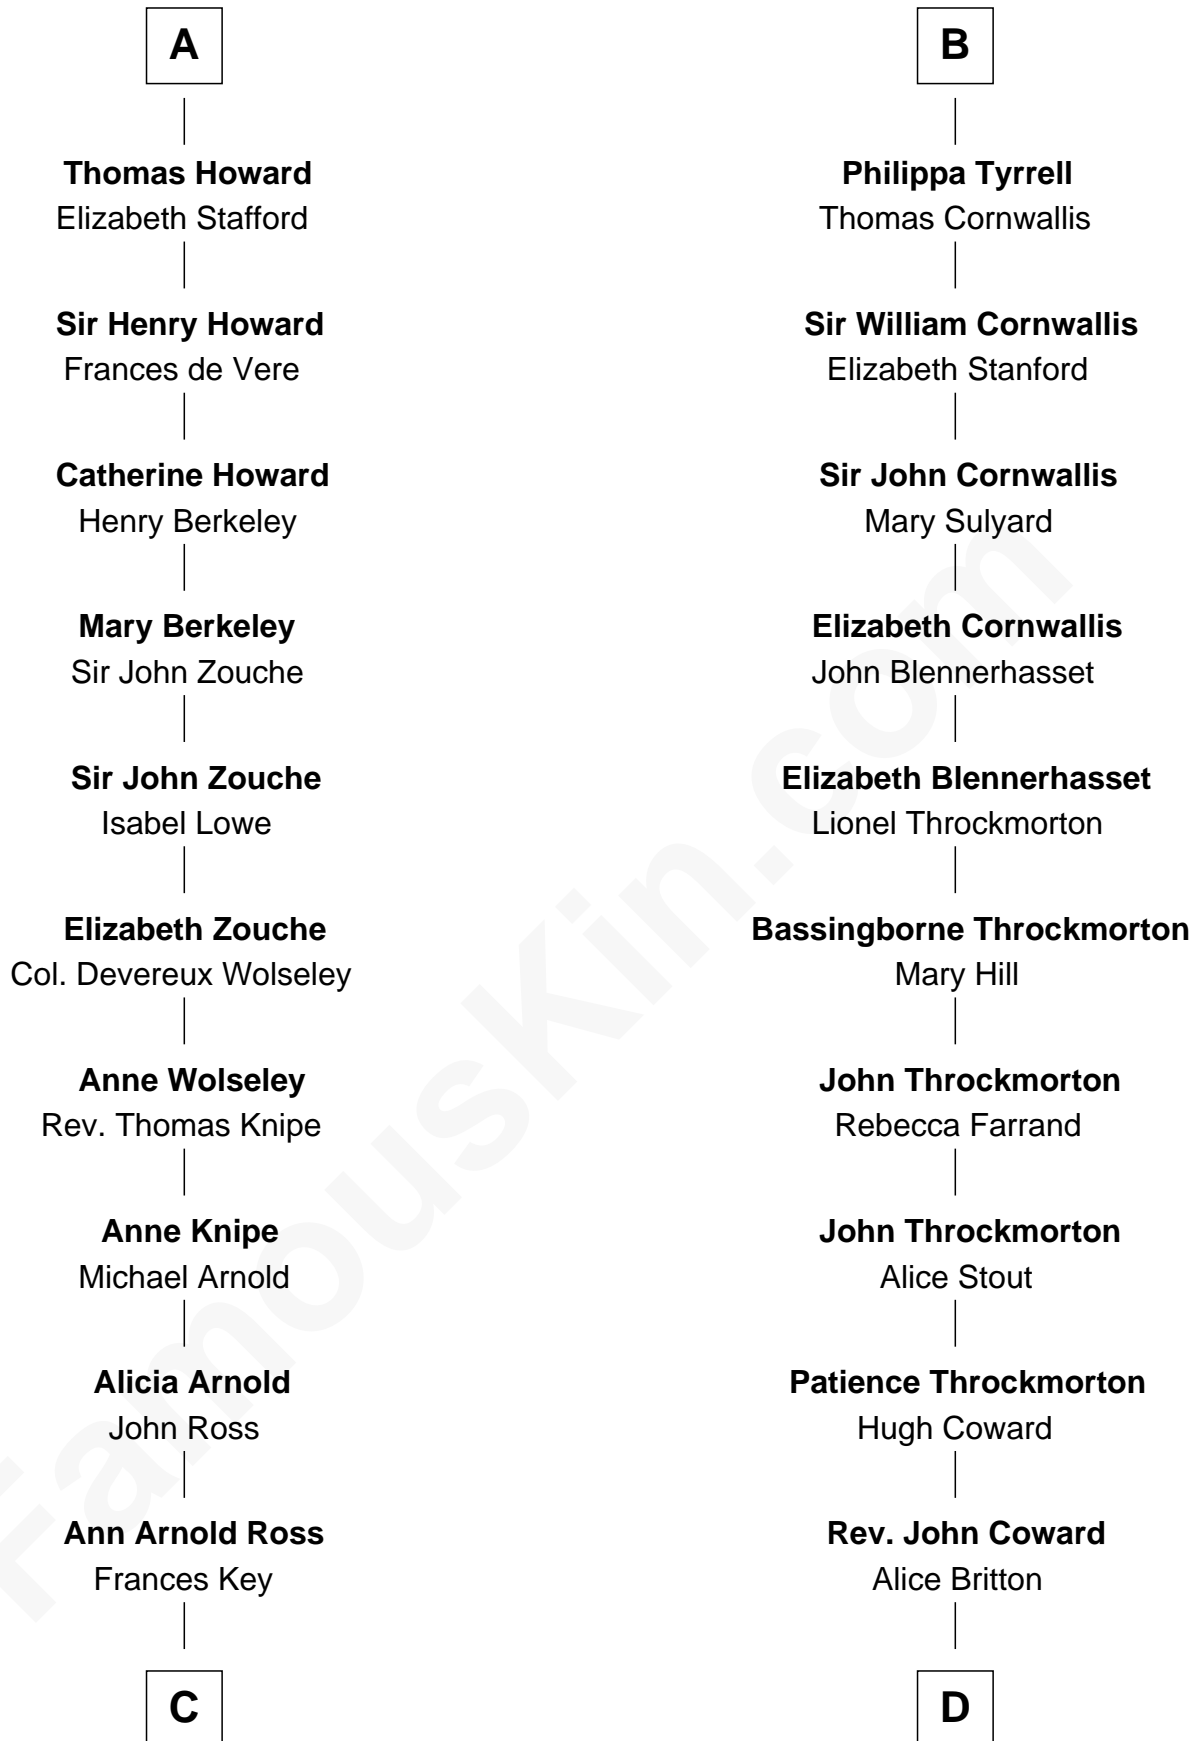 A
Thomas Howard
Elizabeth Stafford
Sir Henry Howard
Frances de Vere
Catherine Howard
Henry Berkeley
Mary Berkeley
Sir John Zouche
Sir John Zouche
Isabel Lowe
Elizabeth Zouche
Col. Devereux Wolseley
Anne Wolseley
Rev. Thomas Knipe
Anne Knipe
Michael Arnold
Alicia Arnold
John Ross
Ann Arnold Ross
Frances Key
C
B
Philippa Tyrrell
Thomas Cornwallis
Sir William Cornwallis
Elizabeth Stanford
Sir John Cornwallis
Mary Sulyard
Elizabeth Cornwallis
John Blennerhasset
Elizabeth Blennerhasset
Lionel Throckmorton
Bassingborne Throckmorton
Mary Hill
John Throckmorton
Rebecca Farrand
John Throckmorton
Alice Stout
Patience Throckmorton
Hugh Coward
Rev. John Coward
Alice Britton
D
FamousKin.com